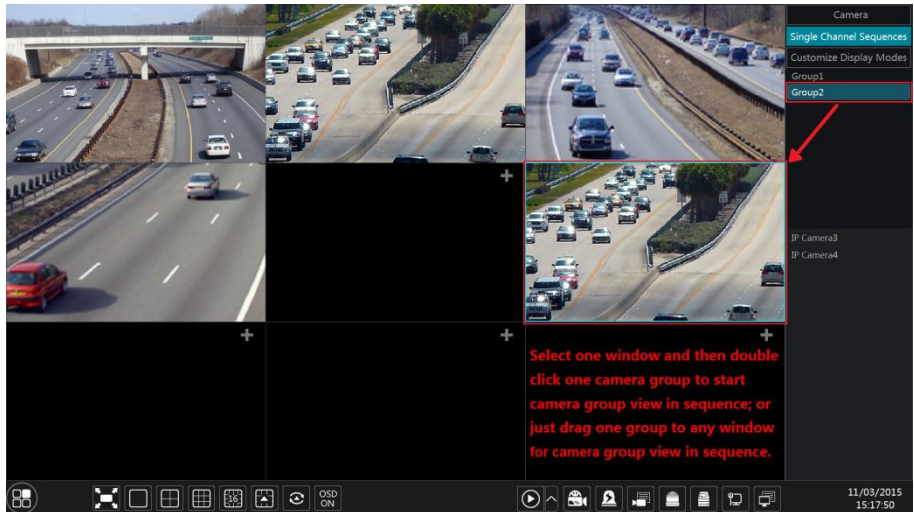 Camera
Single Channel Sequences
Customize Display Modes
Group1
Group2
IP Camera3
IP Camera4
Select one window and then double
click one camera group to start
camera group view in sequence; or
just drag one group to any window
for camera group view in sequence.
16
OSD
ON
11/03/2015
15:17:50